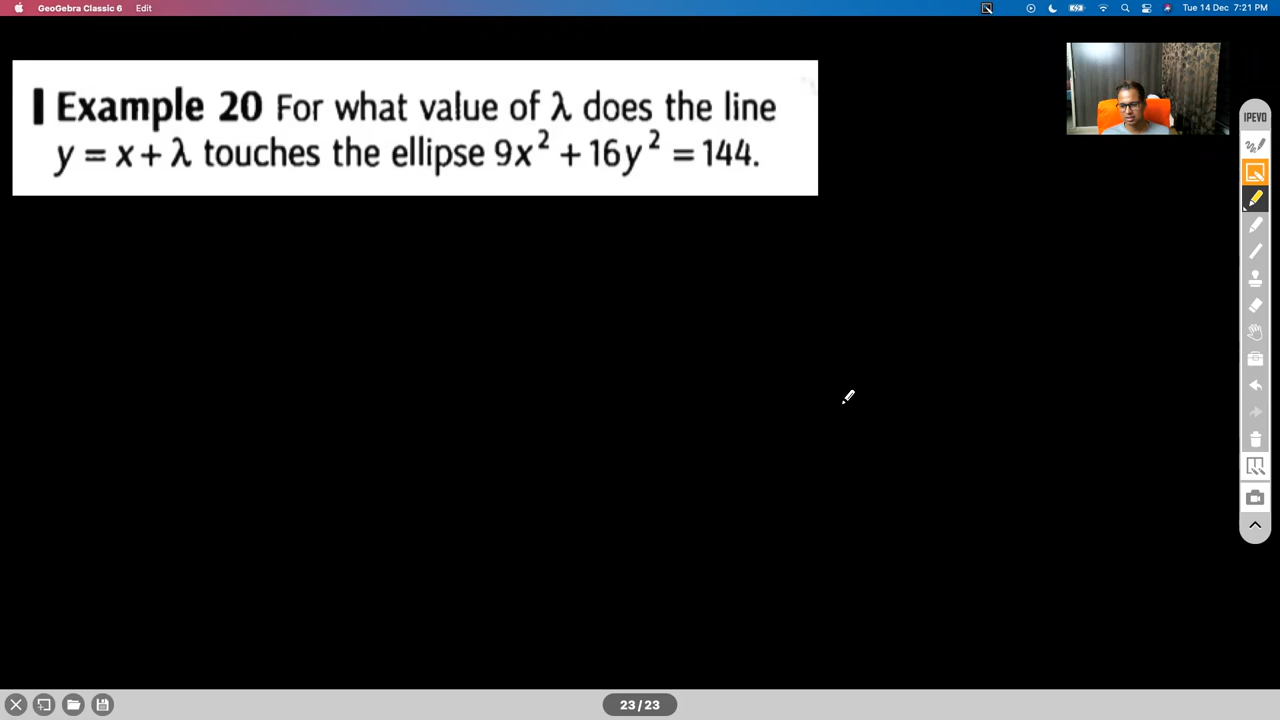 GeoGebra Classic 6 Edit Tue 14 Dec 7:21 PM
Example 20 For what value of λ does the line
y = x + λ touches the ellipse 9x² + 16y² = 144.
IPEVO
23 / 23